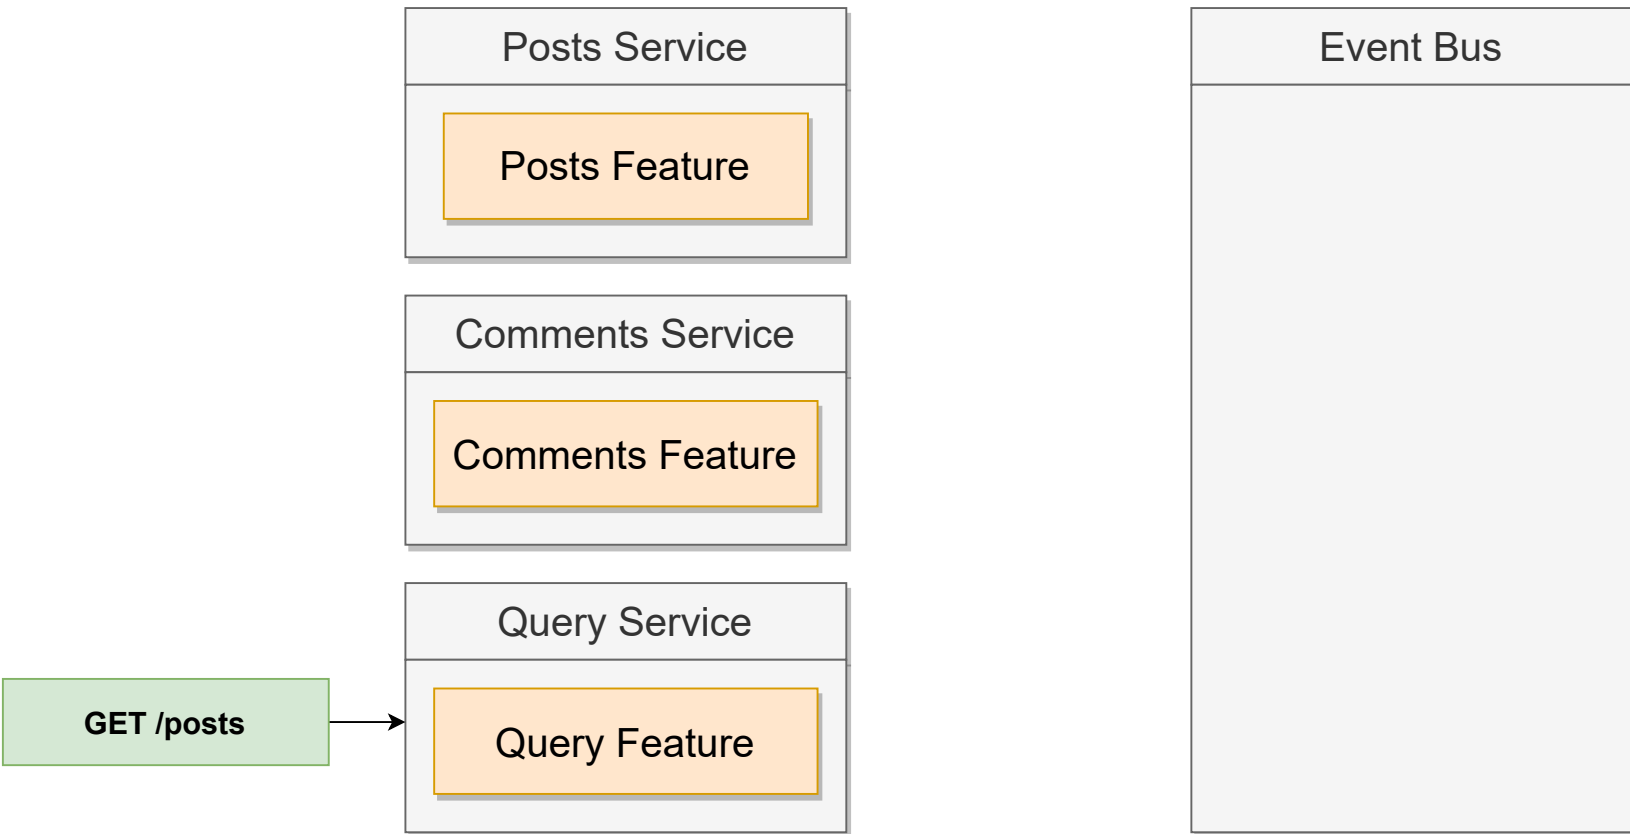 Posts Service
Event Bus
Posts Feature
Comments Service
Comments Feature
Query Service
GET /posts
Query Feature